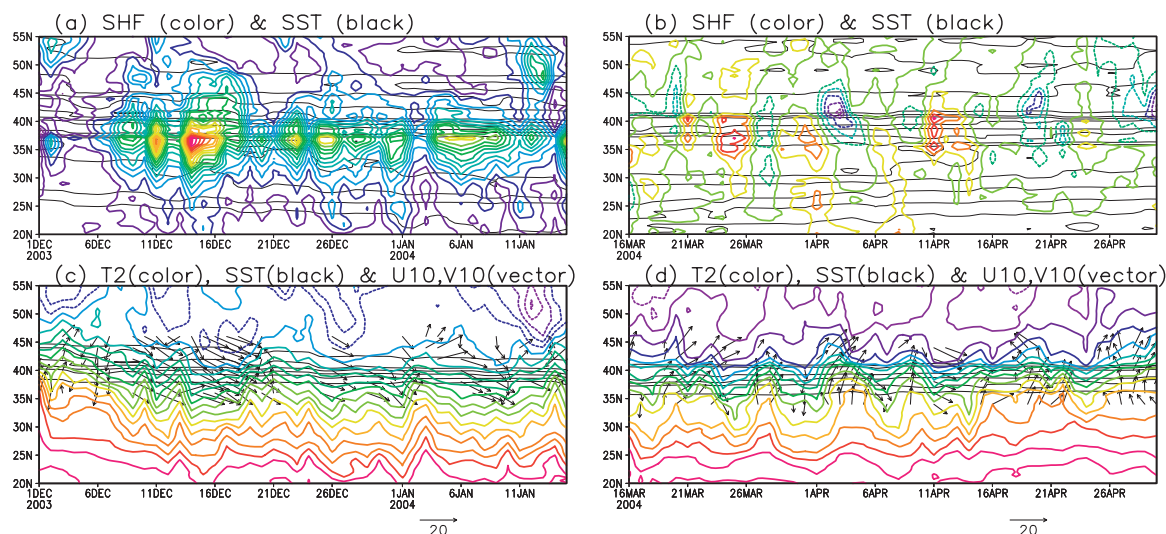 (a) SHF (color) & SST (black)
(b) SHF (color) & SST (black)
55N
50N
45N
40N
35N
30N
25N
20N
1DEC 6DEC 11DEC 16DEC 21DEC 26DEC 1JAN 6JAN 11JAN
2003 2004
55N
50N
45N
40N
35N
30N
25N
20N
16MAR 21MAR 26MAR 1APR 6APR 11APR 16APR 21APR 26APR
2004
(c) T2(color), SST(black) & U10,V10(vector)
(d) T2(color), SST(black) & U10,V10(vector)
55N
50N
45N
40N
35N
30N
25N
20N
1DEC 6DEC 11DEC 16DEC 21DEC 26DEC 1JAN 6JAN 11JAN
2003 2004
20
55N
50N
45N
40N
35N
30N
25N
20N
16MAR 21MAR 26MAR 1APR 6APR 11APR 16APR 21APR 26APR
2004
20